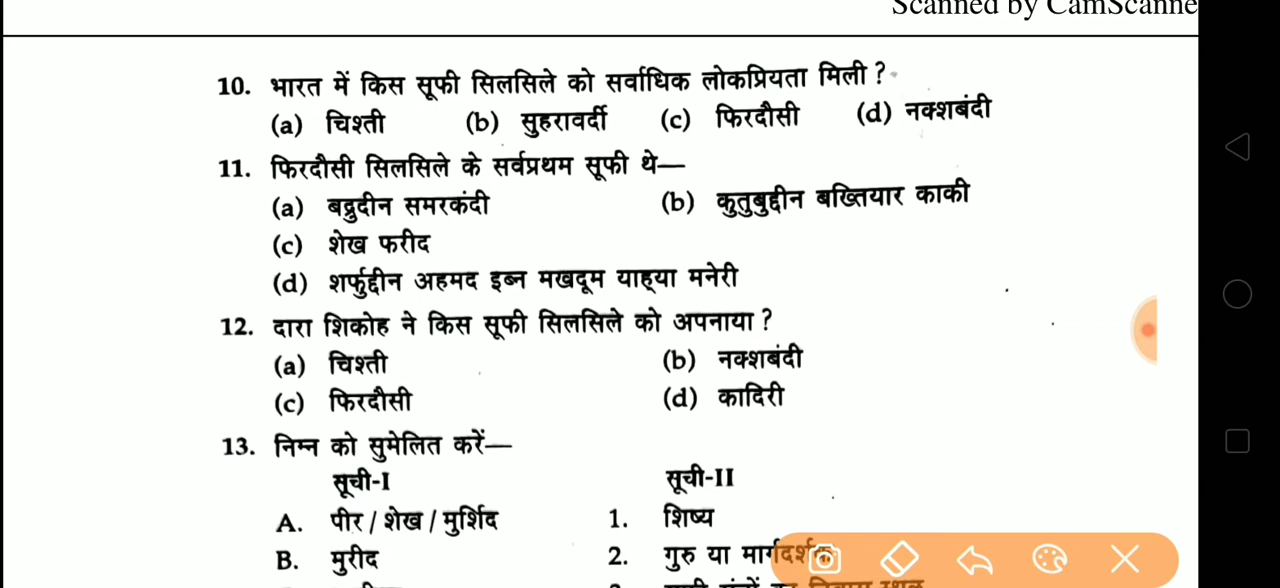 Scanned by CamScanne
10. भारत में किस सूफी सिलसिले को सर्वाधिक लोकप्रियता मिली ?
(a) चिश्ती (b) सुहरावर्दी (c) फिरदौसी (d) नक्शबंदी
11. फिरदौसी सिलसिले के सर्वप्रथम सूफी थे—
(a) बद्रुदीन समरकंदी (b) कुतुबुद्दीन बख्तियार काकी
(c) शेख फरीद
(d) शर्फुद्दीन अहमद इब्न मखदूम याह्या मनेरी
12. दारा शिकोह ने किस सूफी सिलसिले को अपनाया ?
(a) चिश्ती (b) नक्शबंदी
(c) फिरदौसी (d) कादिरी
13. निम्न को सुमेलित करें—
सूची-I सूची-II
A. पीर / शेख / मुर्शिद 1. शिष्य
B. मुरीद 2. गुरु या मार्गदर्शक